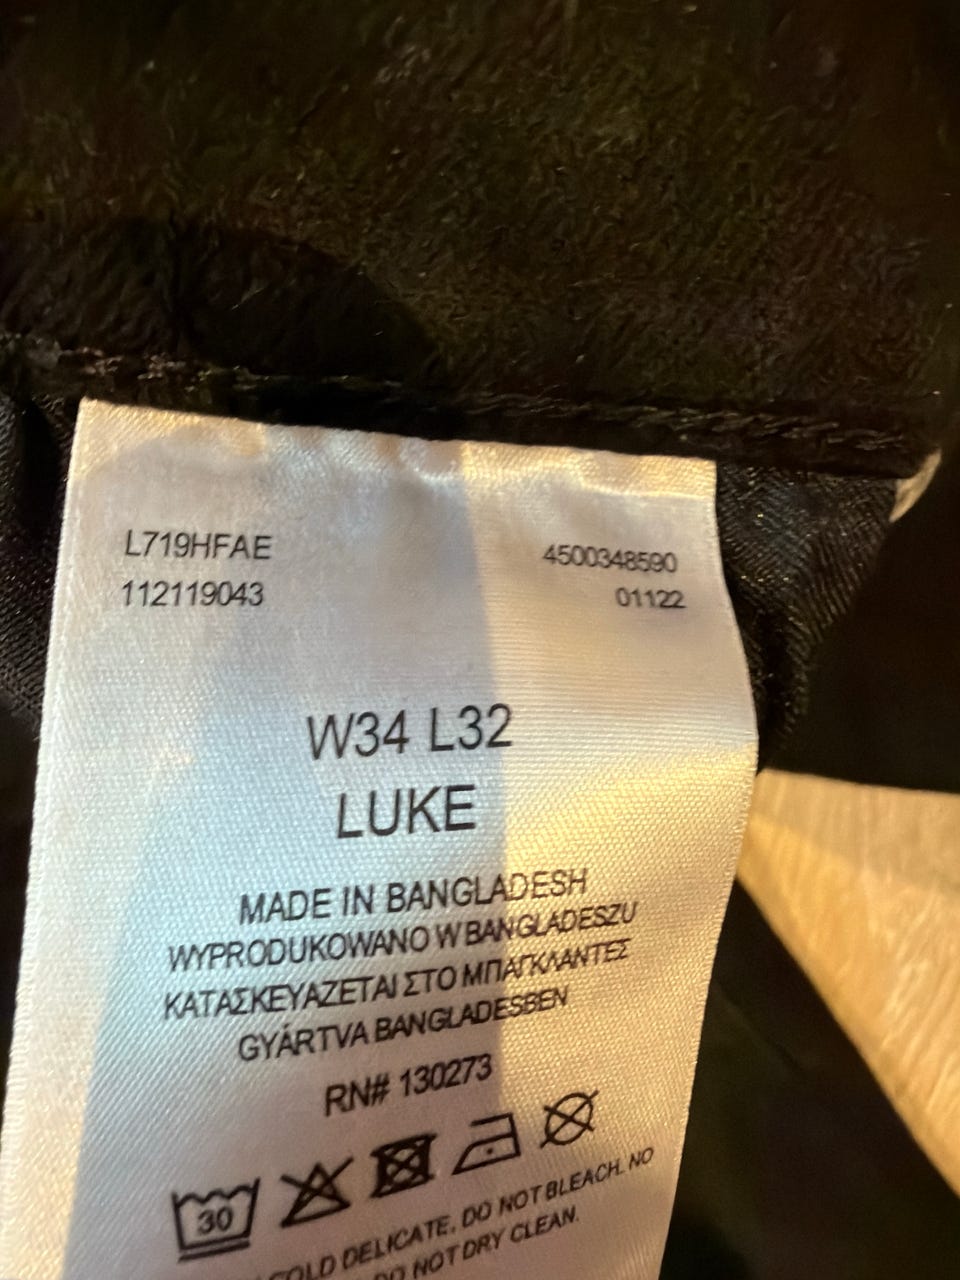 L719HFAE
112119043
4500348590
01122
W34 L32
LUKE
MADE IN BANGLADESH
WYPRODUKOWANO W BANGLADESZU
ΚΑΤΑΣΚΕΥΑΖΕΤΑΙ ΣΤΟ ΜΠΑΓΚΛΑΝΤΕΣ
GYÁRTVA BANGLADESBEN
RN# 130273
30
COLD DELICATE. DO NOT BLEACH. NO
DO NOT DRY CLEAN.